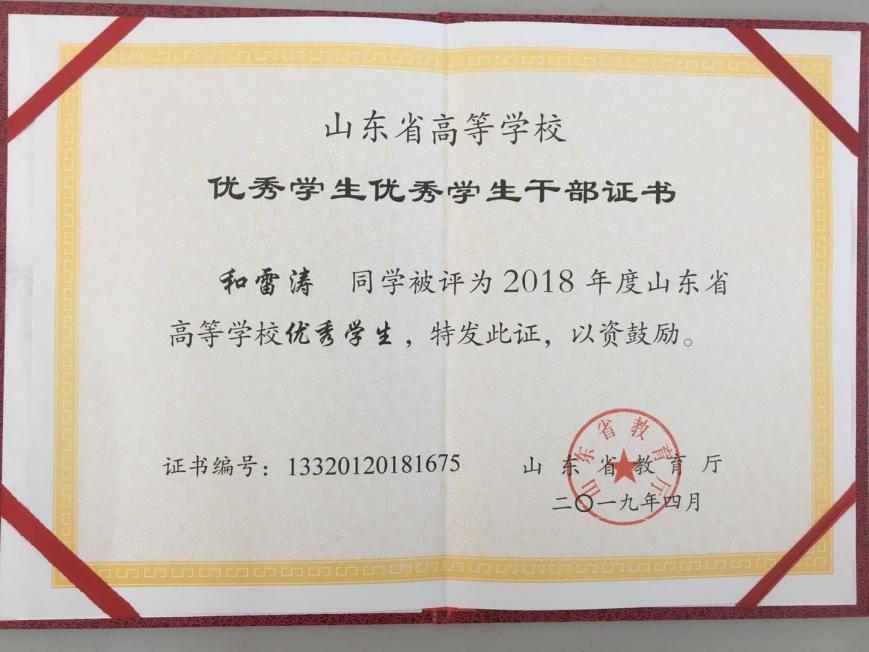 山东省高等学校
优秀学生优秀学生干部证书
和雷涛 同学被评为2018年度山东省
高等学校优秀学生，特发此证，以资鼓励。
证书编号：13320120181675
山东省教育厅
二〇一九年四月
山东省教育厅